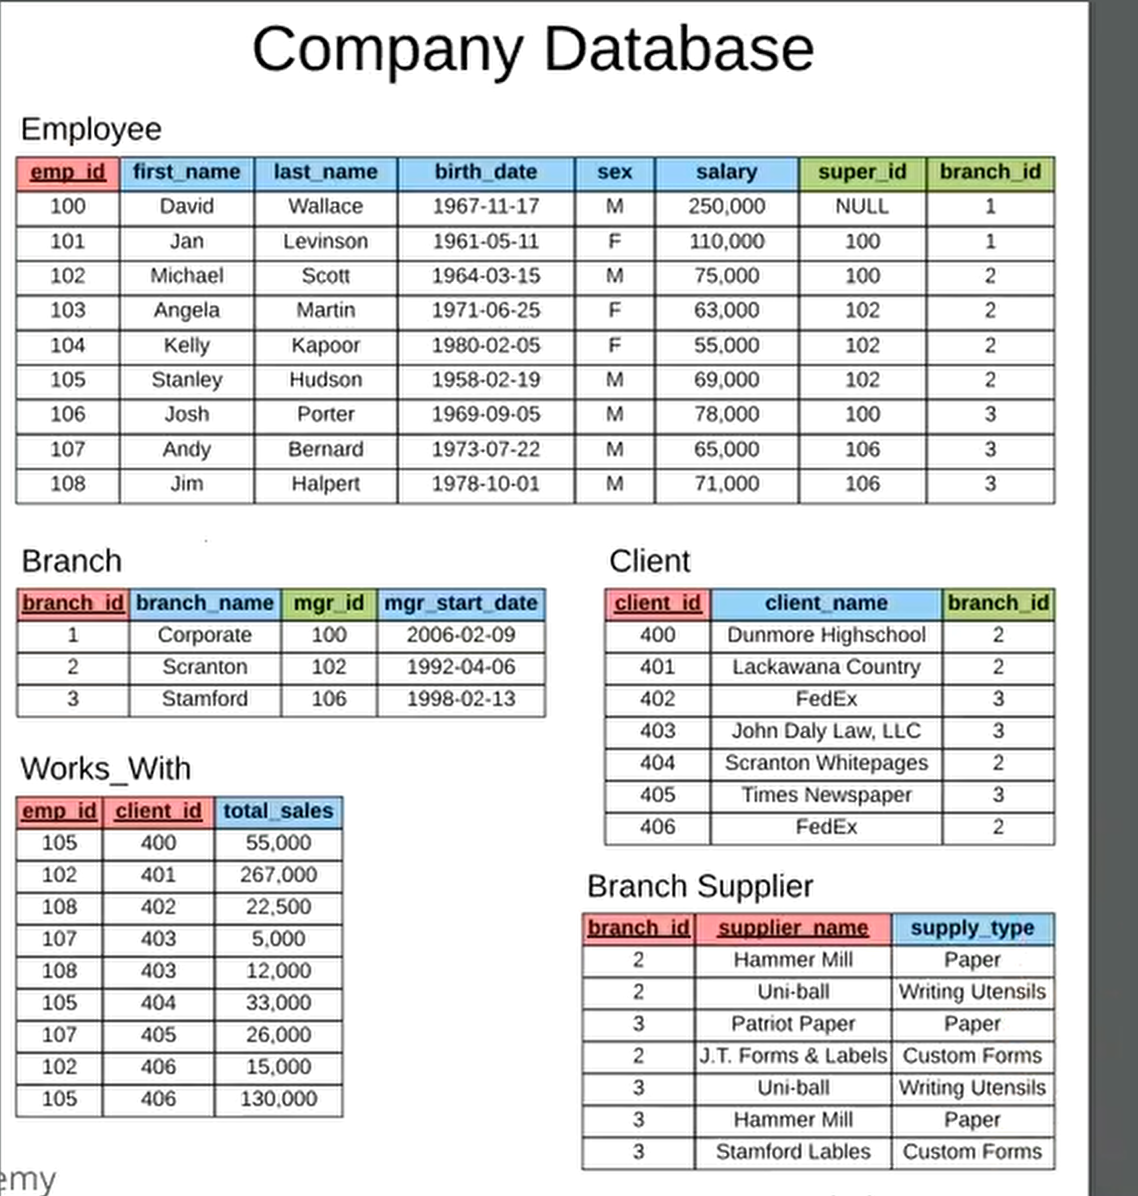 Company Database
Employee
emp_id first_name last_name birth_date sex salary super_id branch_id
100 David Wallace 1967-11-17 M 250,000 NULL 1
101 Jan Levinson 1961-05-11 F 110,000 100 1
102 Michael Scott 1964-03-15 M 75,000 100 2
103 Angela Martin 1971-06-25 F 63,000 102 2
104 Kelly Kapoor 1980-02-05 F 55,000 102 2
105 Stanley Hudson 1958-02-19 M 69,000 102 2
106 Josh Porter 1969-09-05 M 78,000 100 3
107 Andy Bernard 1973-07-22 M 65,000 106 3
108 Jim Halpert 1978-10-01 M 71,000 106 3
Branch
branch_id branch_name mgr_id mgr_start_date
1 Corporate 100 2006-02-09
2 Scranton 102 1992-04-06
3 Stamford 106 1998-02-13
Works_With
emp_id client_id total_sales
105 400 55,000
102 401 267,000
108 402 22,500
107 403 5,000
108 403 12,000
105 404 33,000
107 405 26,000
102 406 15,000
105 406 130,000
Client
client_id client_name branch_id
400 Dunmore Highschool 2
401 Lackawana Country 2
402 FedEx 3
403 John Daly Law, LLC 3
404 Scranton Whitepages 2
405 Times Newspaper 3
406 FedEx 2
Branch Supplier
branch_id supplier_name supply_type
2 Hammer Mill Paper
2 Uni-ball Writing Utensils
3 Patriot Paper Paper
2 J.T. Forms & Labels Custom Forms
3 Uni-ball Writing Utensils
3 Hammer Mill Paper
3 Stamford Lables Custom Forms
emy